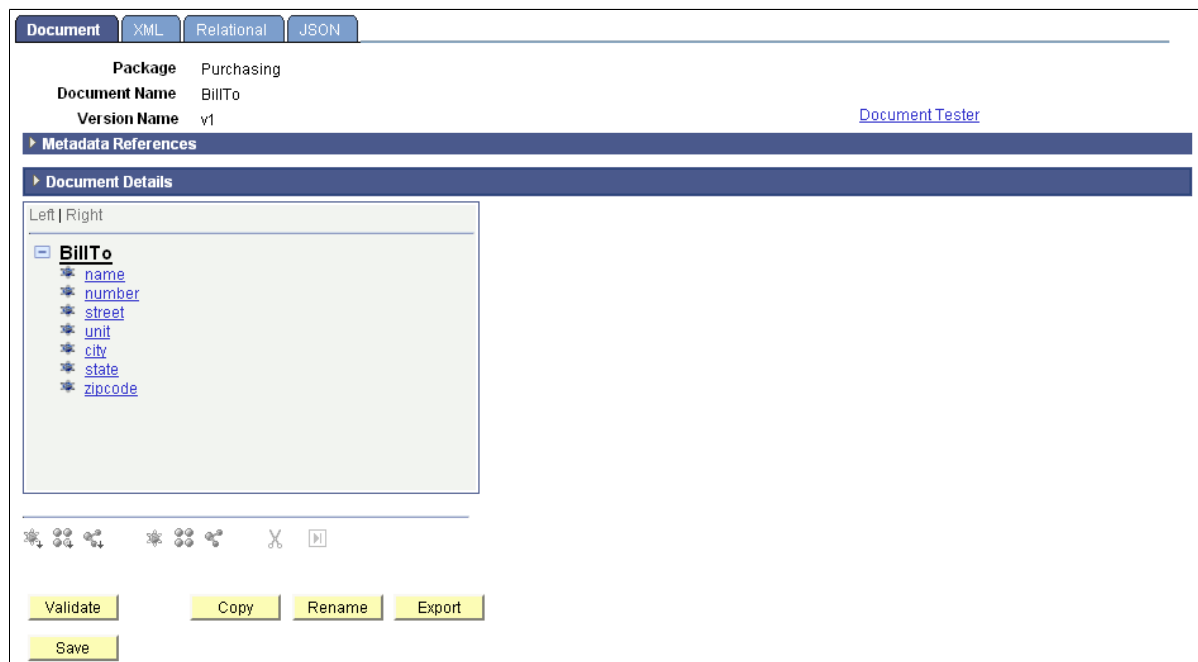 Document XML Relational JSON
Package Purchasing
Document Name BillTo
Version Name v1
Document Tester
Metadata References
Document Details
Left | Right
BillTo
name
number
street
unit
city
state
zipcode
Validate Copy Rename Export
Save